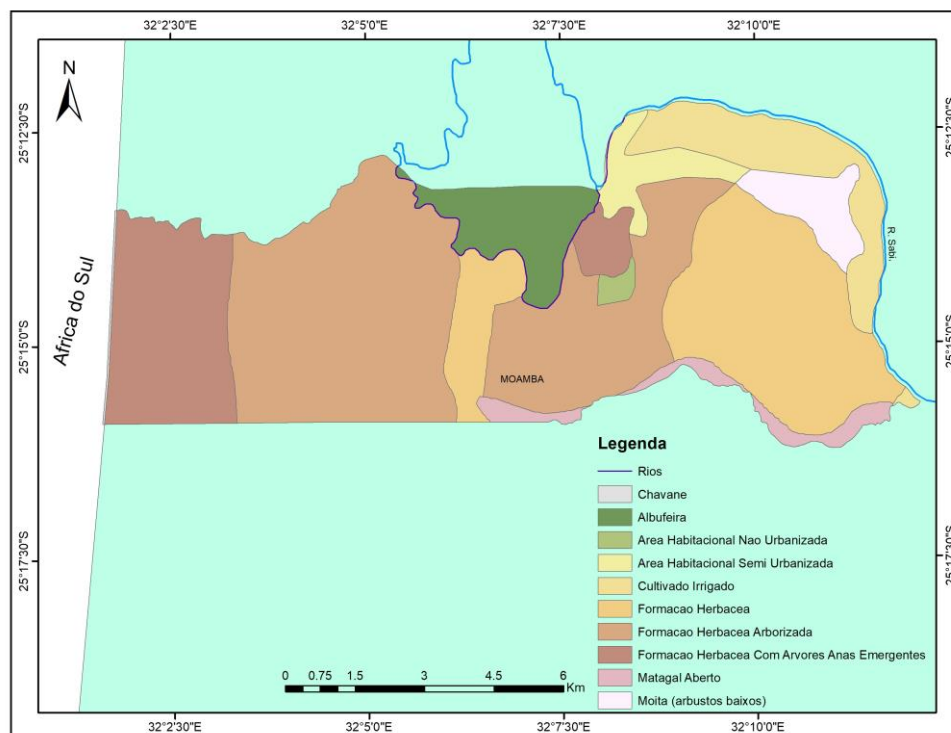 32°2'30"E 32°5'0"E 32°7'30"E 32°10'0"E
N
25°12'30"S 25°12'30"S
R. Sabi.
Africa do Sul
25°15'0"S 25°15'0"S
MOAMBA
Legenda
Rios
Chavane
Albufeira
Area Habitacional Nao Urbanizada
Area Habitacional Semi Urbanizada
Cultivado Irrigado
Formacao Herbacea
Formacao Herbacea Arborizada
Formacao Herbacea Com Arvores Anas Emergentes
Matagal Aberto
Moita (arbustos baixos)
25°17'30"S 25°17'30"S
0 0.75 1.5 3 4.5 6
Km
32°2'30"E 32°5'0"E 32°7'30"E 32°10'0"E